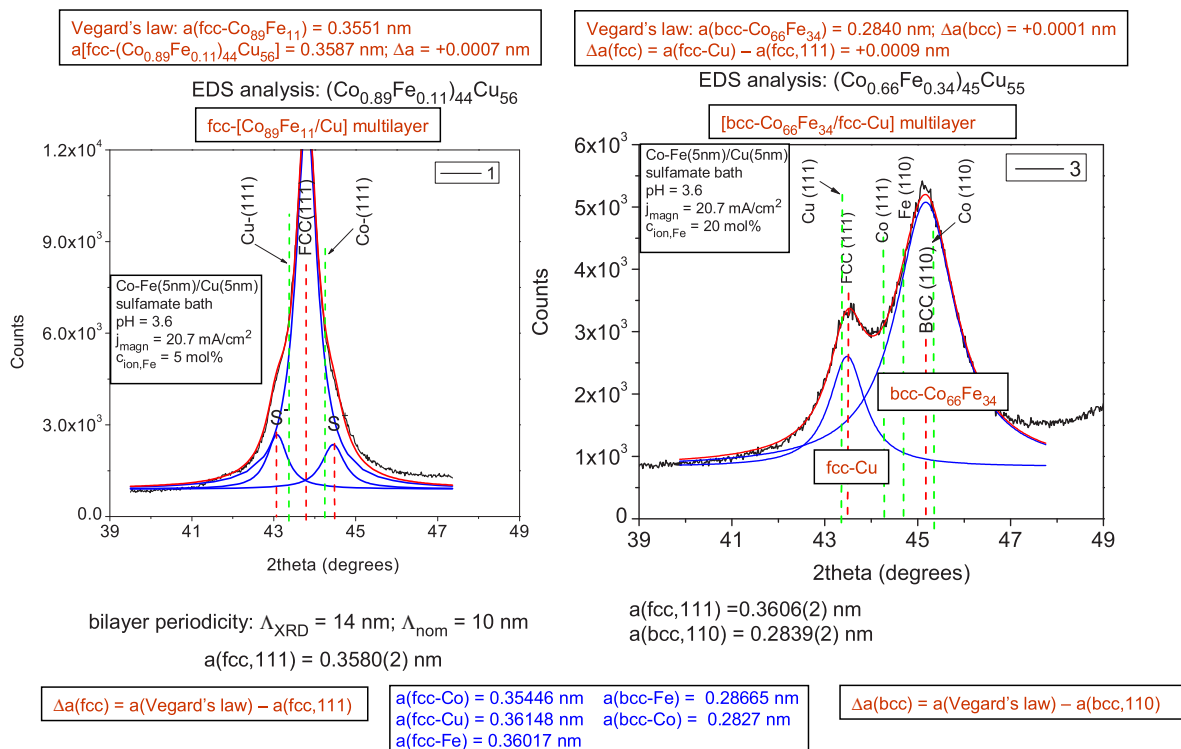 Vegard's law: a(fcc-Co89Fe11) = 0.3551 nm
a[fcc-(Co0.89Fe0.11)44Cu56] = 0.3587 nm; Δa = +0.0007 nm
EDS analysis: (Co0.89Fe0.11)44Cu56
fcc-[Co89Fe11/Cu] multilayer
1.2x10^4
9.0x10^3
6.0x10^3
3.0x10^3
0.0
Counts
1
Cu-(111)
FCC(111)
Co-(111)
Co-Fe(5nm)/Cu(5nm)
sulfamate bath
pH = 3.6
jmagn = 20.7 mA/cm²
cion,Fe = 5 mol%
S-
S
39 41 43 45 47 49
2theta (degrees)
bilayer periodicity: ΛXRD = 14 nm; Λnom = 10 nm
a(fcc,111) = 0.3580(2) nm
Δa(fcc) = a(Vegard's law) – a(fcc,111)
Vegard's law: a(bcc-Co66Fe34) = 0.2840 nm; Δa(bcc) = +0.0001 nm
Δa(fcc) = a(fcc-Cu) – a(fcc,111) = +0.0009 nm
EDS analysis: (Co0.66Fe0.34)45Cu55
[bcc-Co66Fe34/fcc-Cu] multilayer
6x10^3
5x10^3
4x10^3
3x10^3
2x10^3
1x10^3
0
Counts
Co-Fe(5nm)/Cu(5nm)
sulfamate bath
pH = 3.6
jmagn = 20.7 mA/cm²
cion,Fe = 20 mol%
3
Cu (111)
FCC (111)
Co (111)
Fe (110)
BCC (110)
Co (110)
bcc-Co66Fe34
fcc-Cu
39 41 43 45 47 49
2theta (degrees)
a(fcc,111) =0.3606(2) nm
a(bcc,110) = 0.2839(2) nm
a(fcc-Co) = 0.35446 nm a(bcc-Fe) = 0.28665 nm
a(fcc-Cu) = 0.36148 nm a(bcc-Co) = 0.2827 nm
a(fcc-Fe) = 0.36017nm
Δa(bcc) = a(Vegard's law) – a(bcc,110)